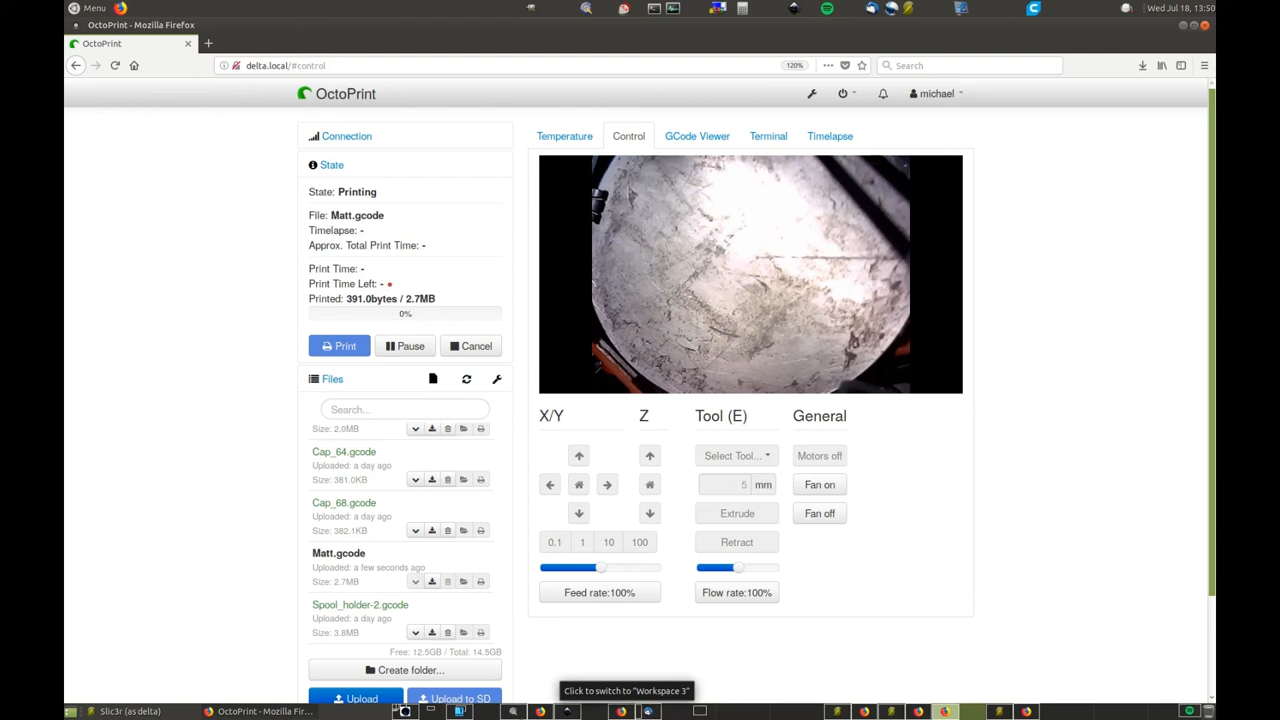 Menu
Wed Jul 18, 13:50
OctoPrint - Mozilla Firefox
OctoPrint
delta.local/#control
120%
Search
OctoPrint
michael
Connection
State
State: Printing
File: Matt.gcode
Timelapse: -
Approx. Total Print Time: -
Print Time: -
Print Time Left: -
Printed: 391.0bytes / 2.7MB
0%
Print
Pause
Cancel
Files
Search...
Size: 2.0MB
Cap_64.gcode
Uploaded: a day ago
Size: 381.0KB
Cap_68.gcode
Uploaded: a day ago
Size: 382.1KB
Matt.gcode
Uploaded: a few seconds ago
Size: 2.7MB
Spool_holder-2.gcode
Uploaded: a day ago
Size: 3.8MB
Free: 12.5GB / Total: 14.5GB
Create folder...
Upload
Upload to SD
Temperature
Control
GCode Viewer
Terminal
Timelapse
X/Y
Z
Tool (E)
General
Select Tool...
Motors off
5 mm
Fan on
Extrude
Fan off
0.1 1 10 100
Retract
Feed rate:100%
Flow rate:100%
Click to switch to "Workspace 3"
Slic3r (as delta)
OctoPrint - Mozilla Fir...